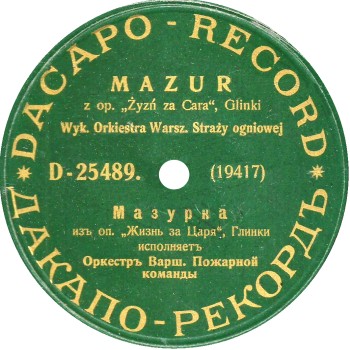 DACAPO-RECORD
MAZUR
z op. „Żyzń za Cara“, Glinki
Wyk. Orkiestra Warsz. Straży ogniowej
D-25489. (19417)
Мазурка
изъ оп. „Жизнь за Царя“, Глинки
исполняетъ
Оркестръ Варш. Пожарной
команды
ДАКАПО-РЕКОРДЪ